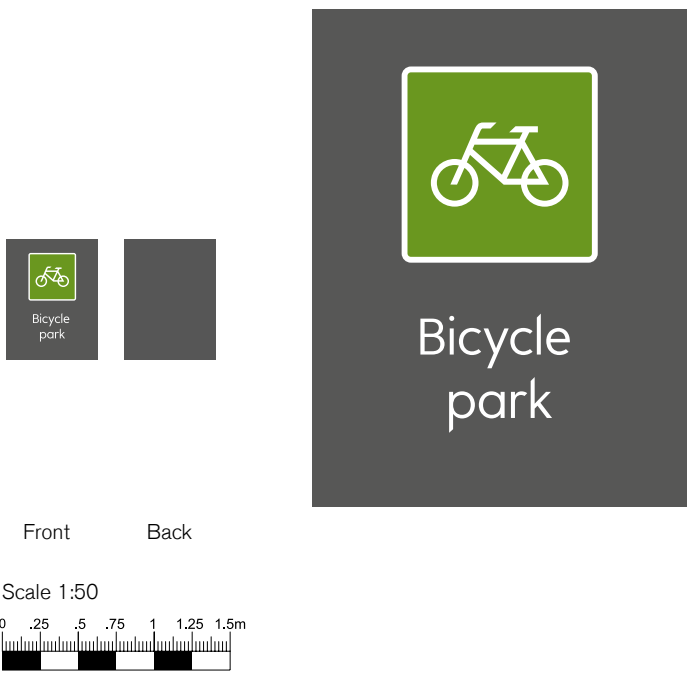 Bicycle
park
Bicycle
park
Front Back
Scale 1:50
0 .25 .5 .75 1 1.25 1.5m